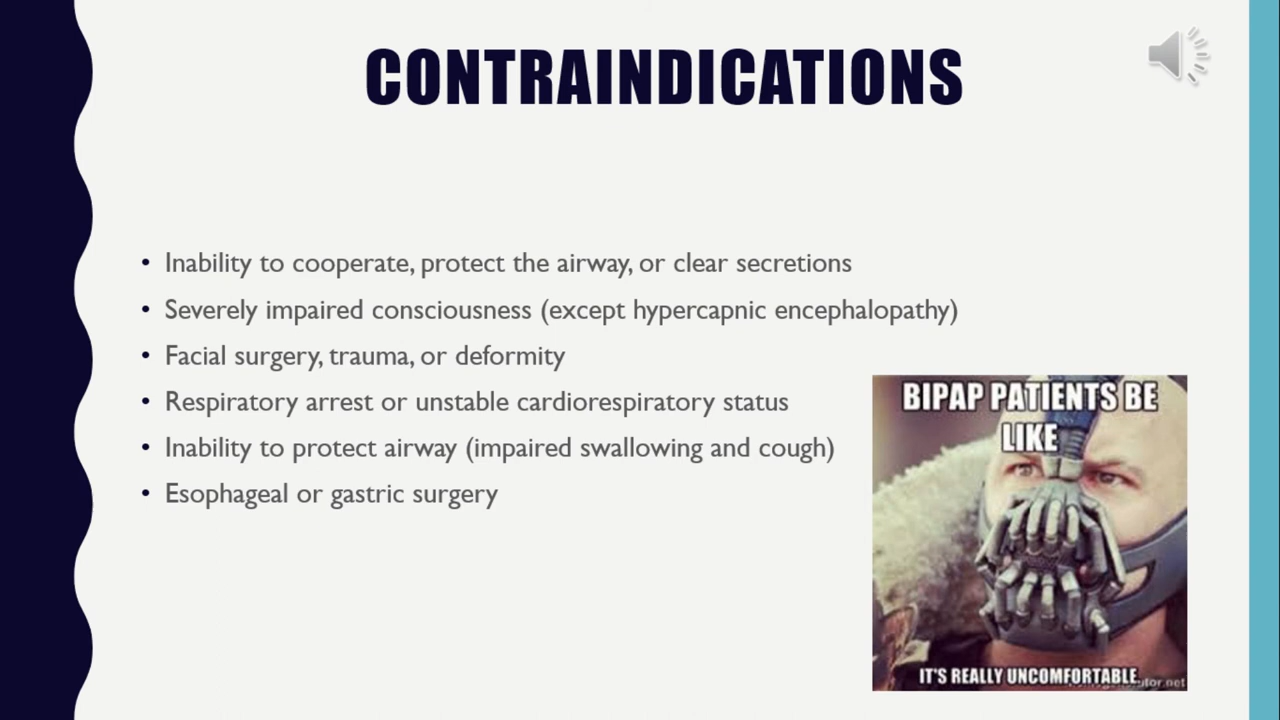 CONTRAINDICATIONS
• Inability to cooperate, protect the airway, or clear secretions
• Severely impaired consciousness (except hypercapnic encephalopathy)
• Facial surgery, trauma, or deformity
• Respiratory arrest or unstable cardiorespiratory status
• Inability to protect airway (impaired swallowing and cough)
• Esophageal or gastric surgery
BIPAP PATIENTS BE
LIKE
IT'S REALLY UNCOMFORTABLE